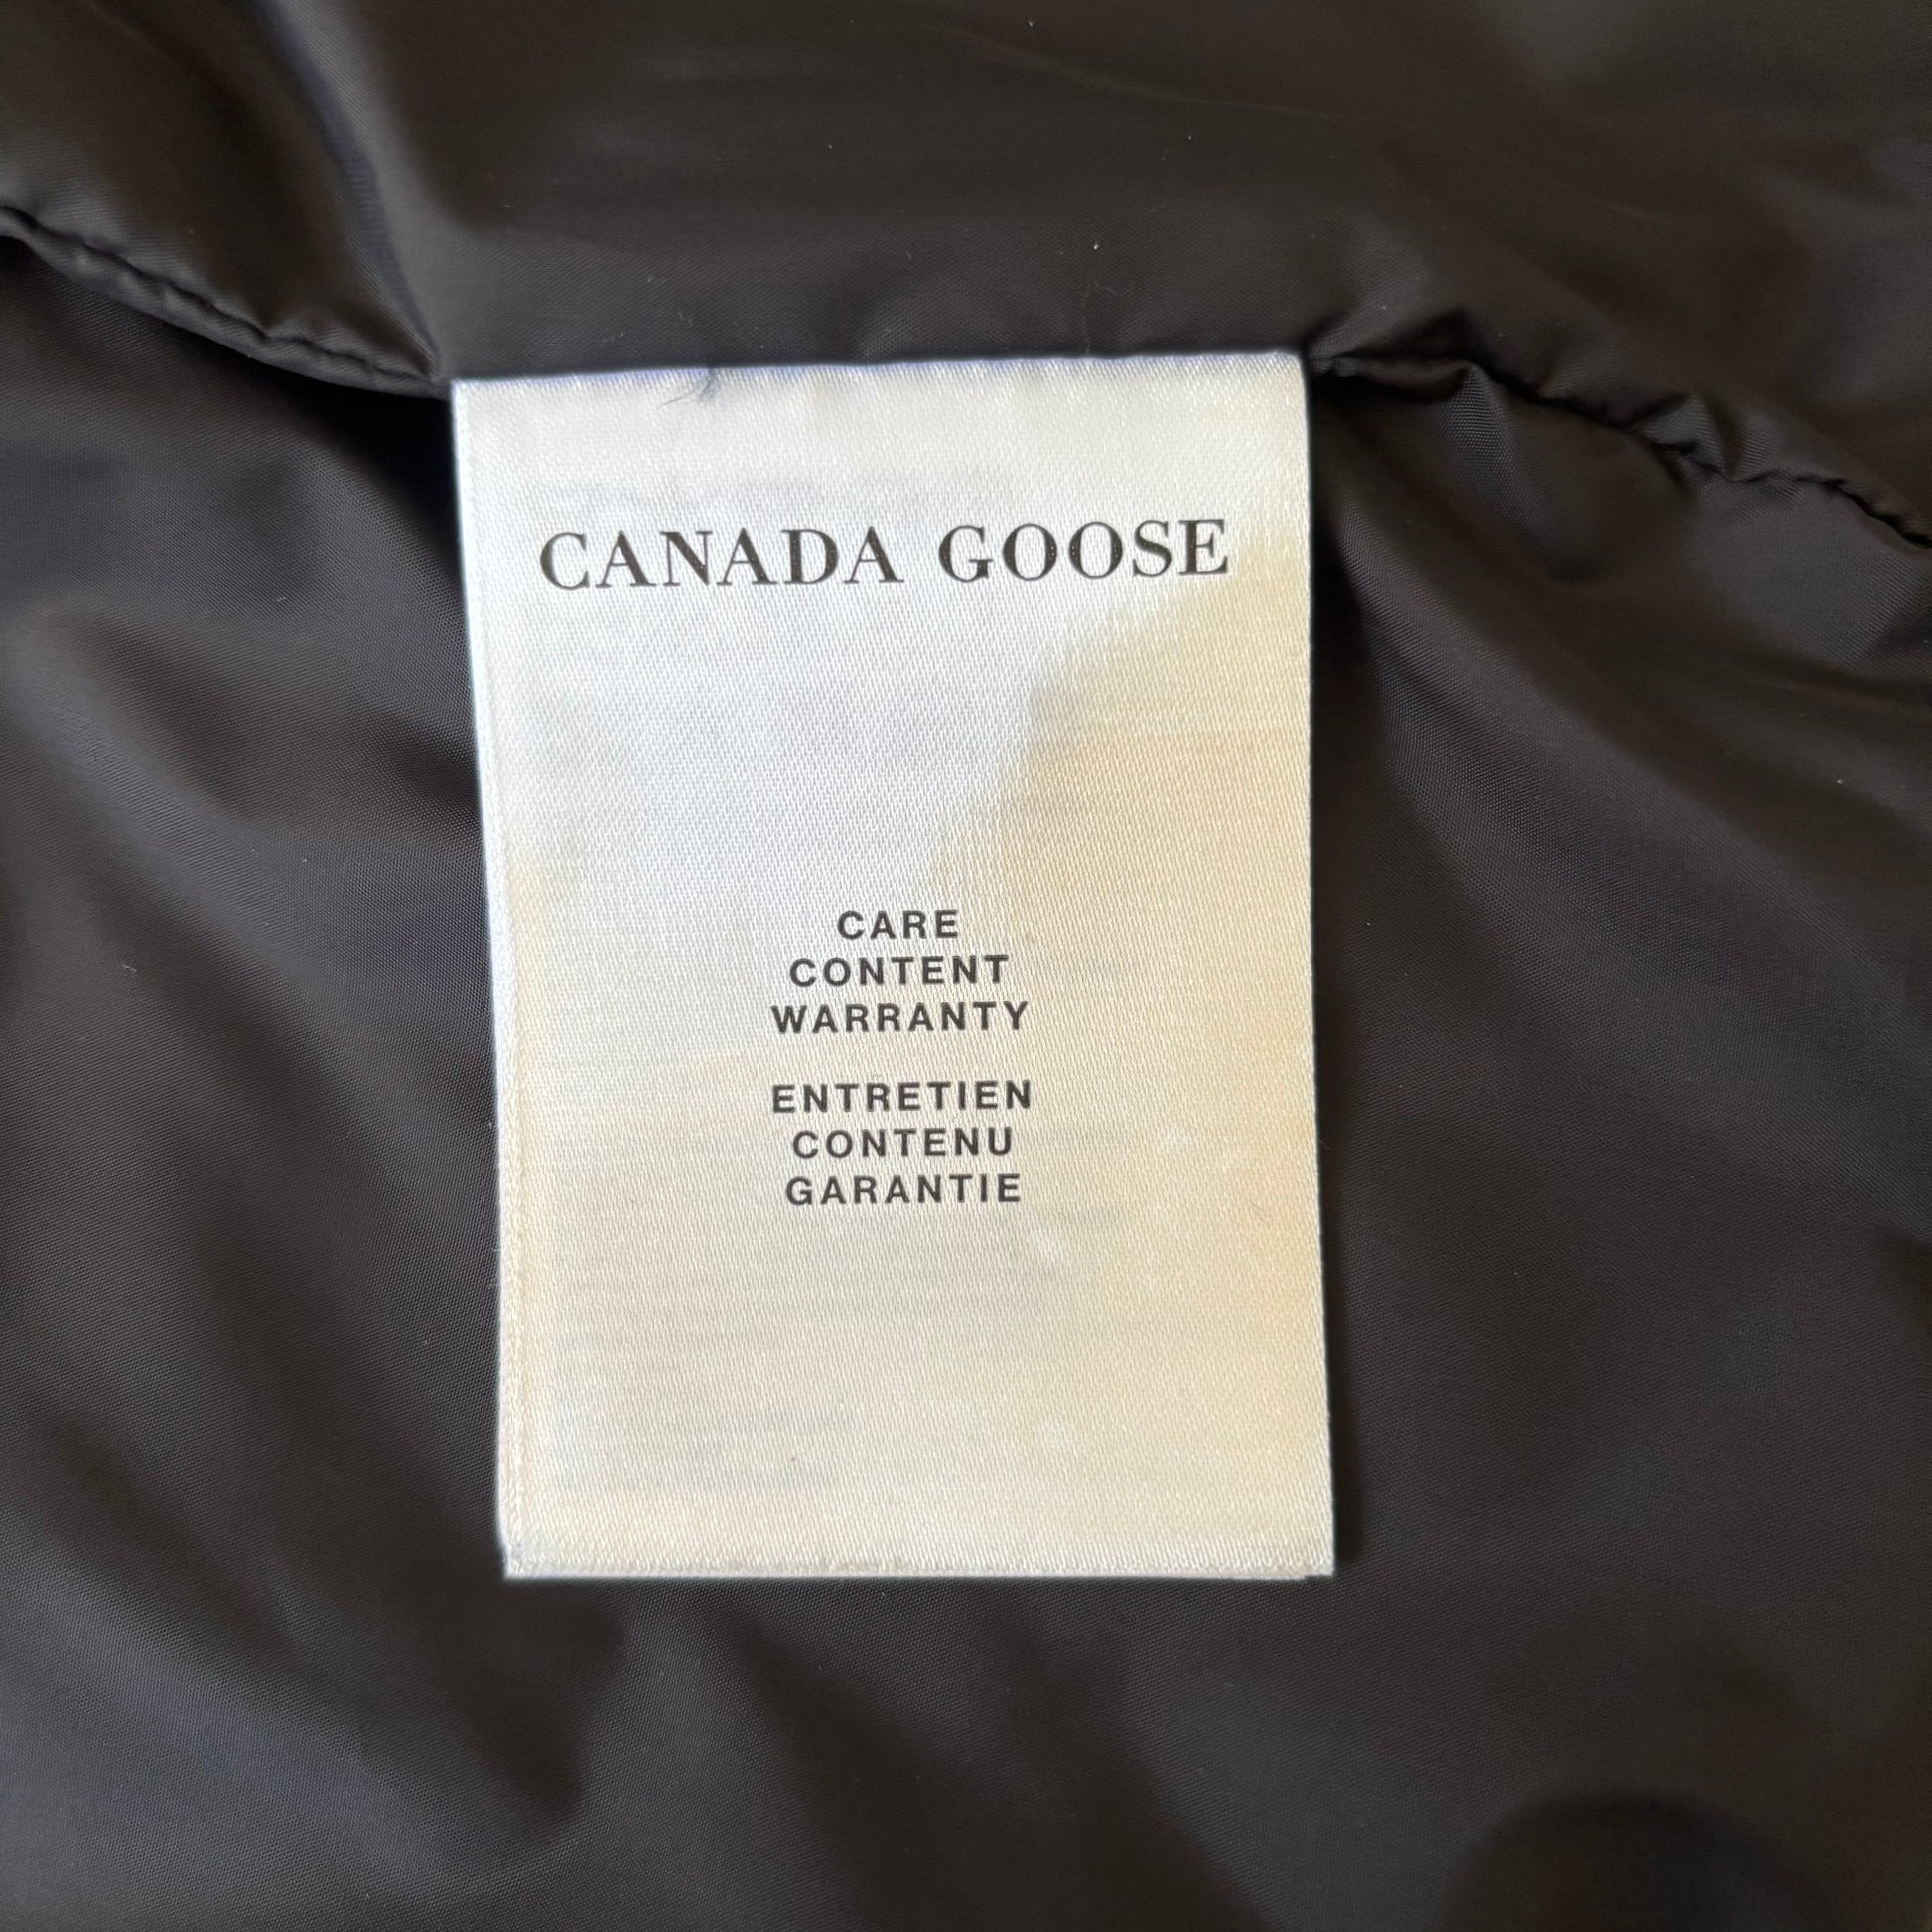 CANADA GOOSE
CARE
CONTENT
WARRANTY
ENTRETIEN
CONTENU
GARANTIE